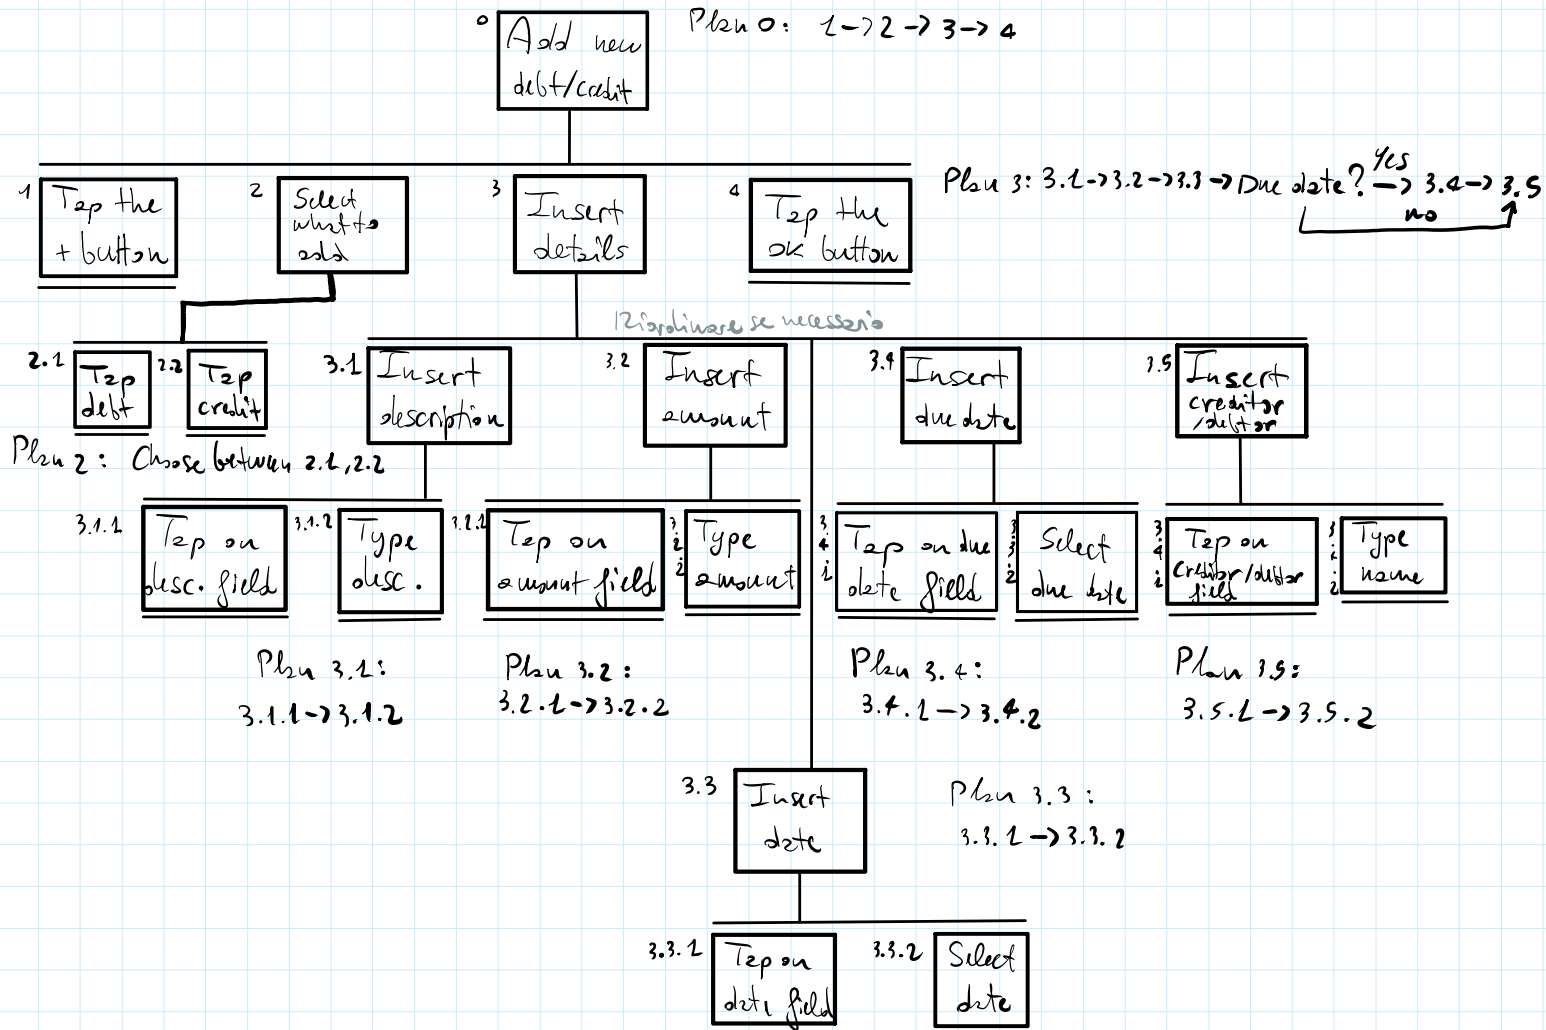 0
Add new
debt/credit
Plan 0: 1->2->3->4
1
Tap the
+ button
2
Select
what to
add
3
Insert
details
4
Tap the
OK button
Plan 3: 3.1->3.2->3.3->Due date? -> 3.4->3.5
Yes
no
Riordinare se necessario
2.1
Tap
debt
2.2
Tap
credit
Plan 2: Choose between 2.1, 2.2
3.1
Insert
description
3.2
Insert
amount
3.4
Insert
due date
3.5
Insert
creditor
/debtor
3.1.1
Tap on
desc. field
3.1.2
Type
desc.
3.2.1
Tap on
amount field
3.2.2
Type
amount
3.4.1
Tap on due
date field
3.3.2
Select
due date
3.4.1
Tap on
creditor/debtor
field
Type
name
Plan 3.1:
3.1.1->3.1.2
Plan 3.2:
3.2.1->3.2.2
Plan 3.4:
3.4.1->3.4.2
Plan 3.5:
3.5.1->3.5.2
3.3
Insert
date
Plan 3.3:
3.3.1->3.3.2
3.3.1
Tap on
date field
3.3.2
Select
date